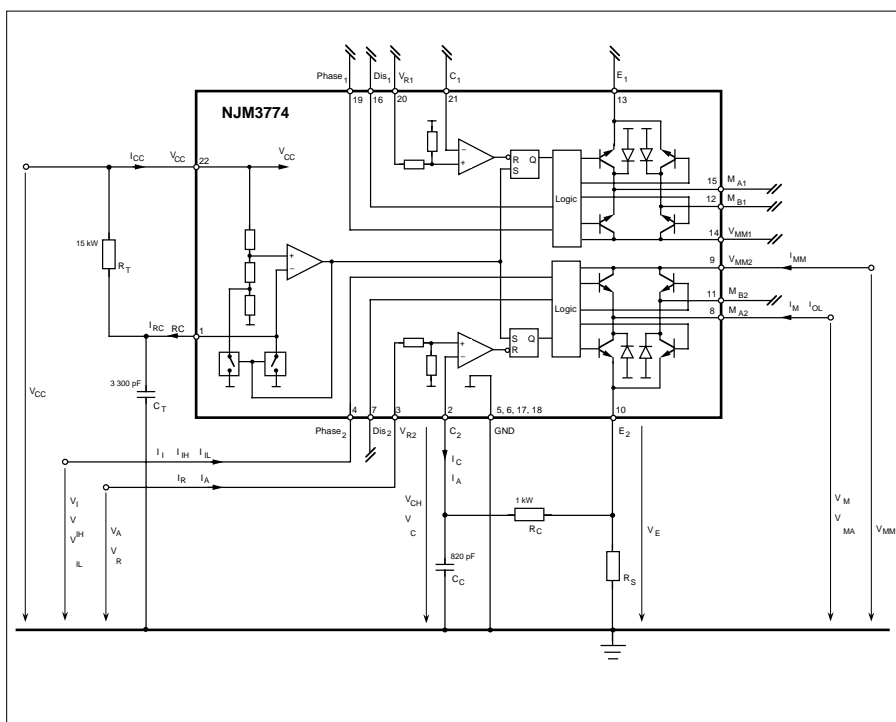 Phase1 Dis1 VR1 C1 E1
19 16 20 21 13
NJM3774
ICC VCC 22 VCC
R Q
S
Logic
15 MA1
12 MB1
14 VMM1
15 kW
RT
+
−
−
+
9 VMM2 IMM
11 MB2
IM IOL
8 MA2
Logic
IRC RC 1
S Q
R
+
−
3 300 pF
CT
VCC
4 7 3 2 5, 6, 17, 18 10
Phase2 Dis2 VR2 C2 GND E2
II IIH IIL
IR IA
IC
IA
VI
V IH
V IL
VA
V R
VCH
V C
1 kW
RC
820 pF
CC
RS
VE
VM
V MA
VMM